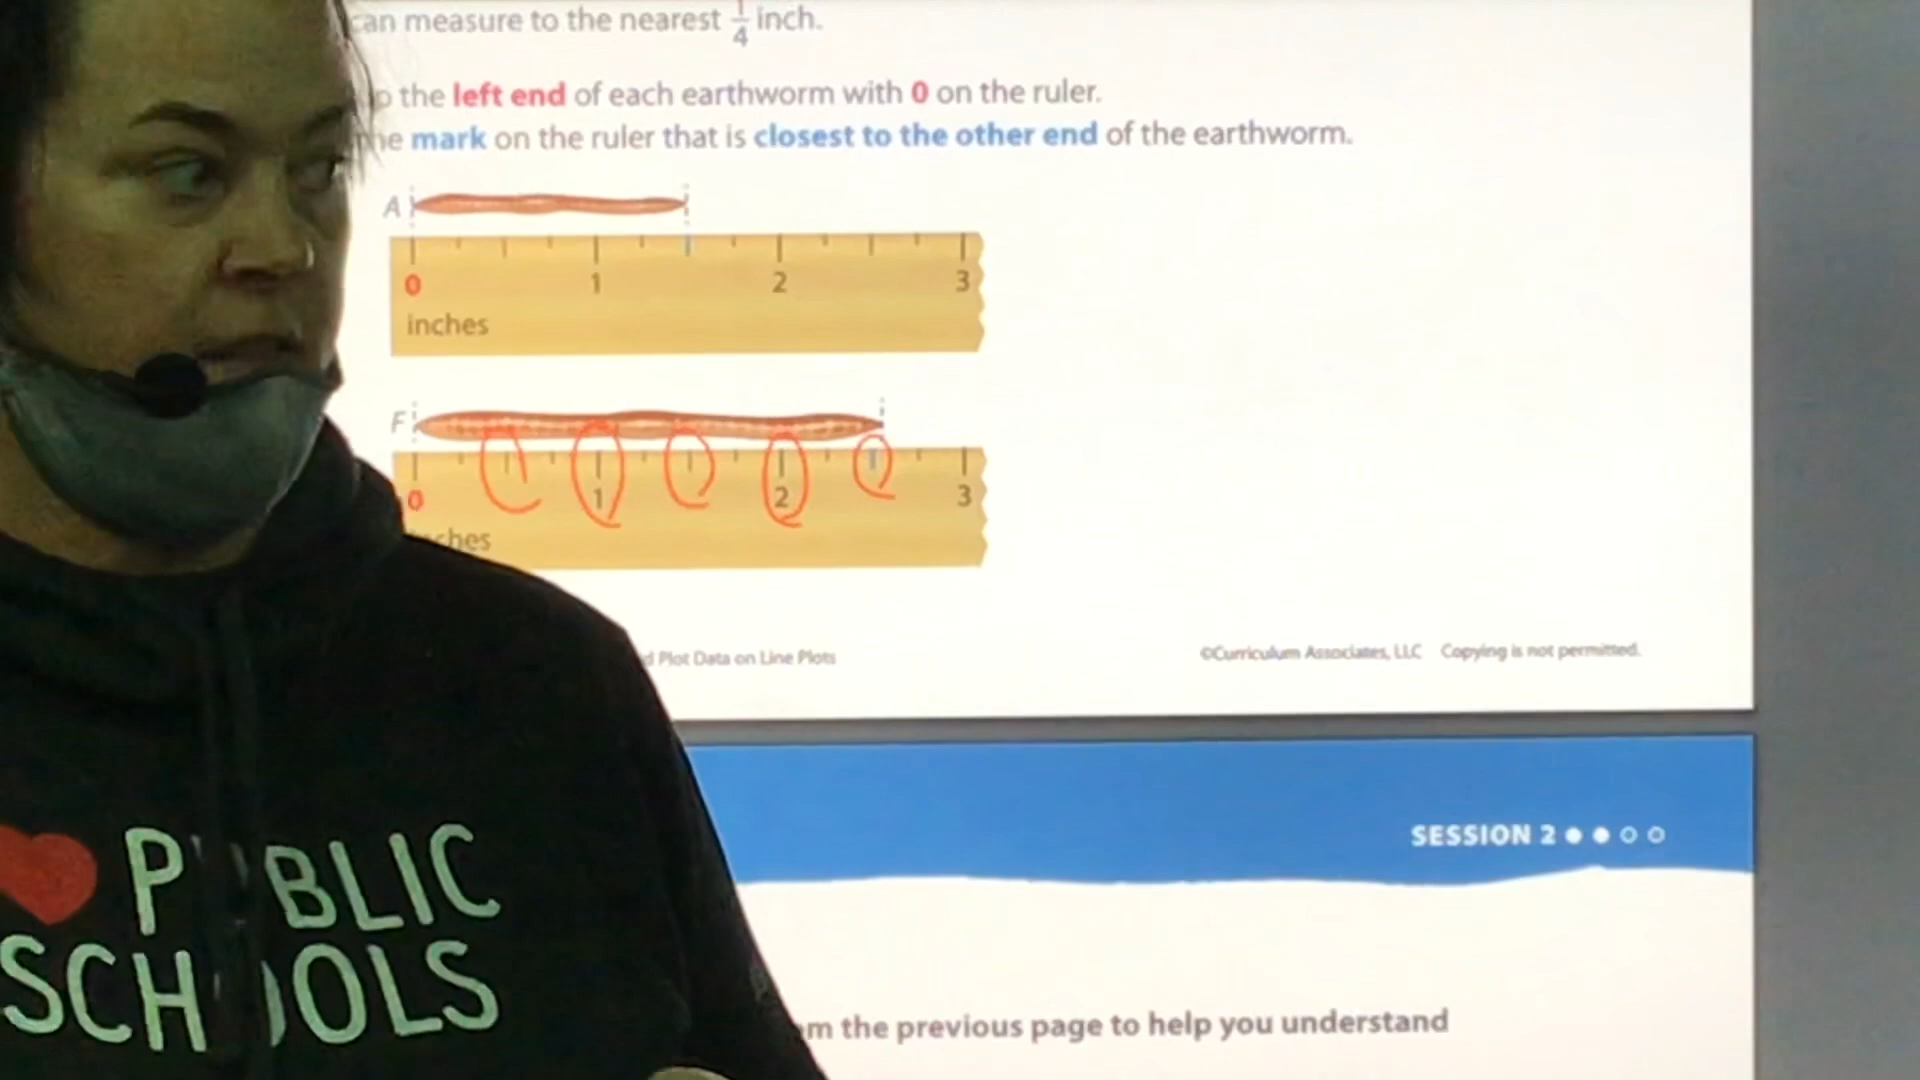 can measure to the nearest 1/4 inch.
the left end of each earthworm with 0 on the ruler.
mark on the ruler that is closest to the other end of the earthworm.
A
0 1 2 3
inches
F
0 1 2 3
ches
d Plot Data on Line Plots
©Curriculum Associates, LLC Copying is not permitted.
SESSION 2
P BLIC
SCH OLS
m the previous page to help you understand